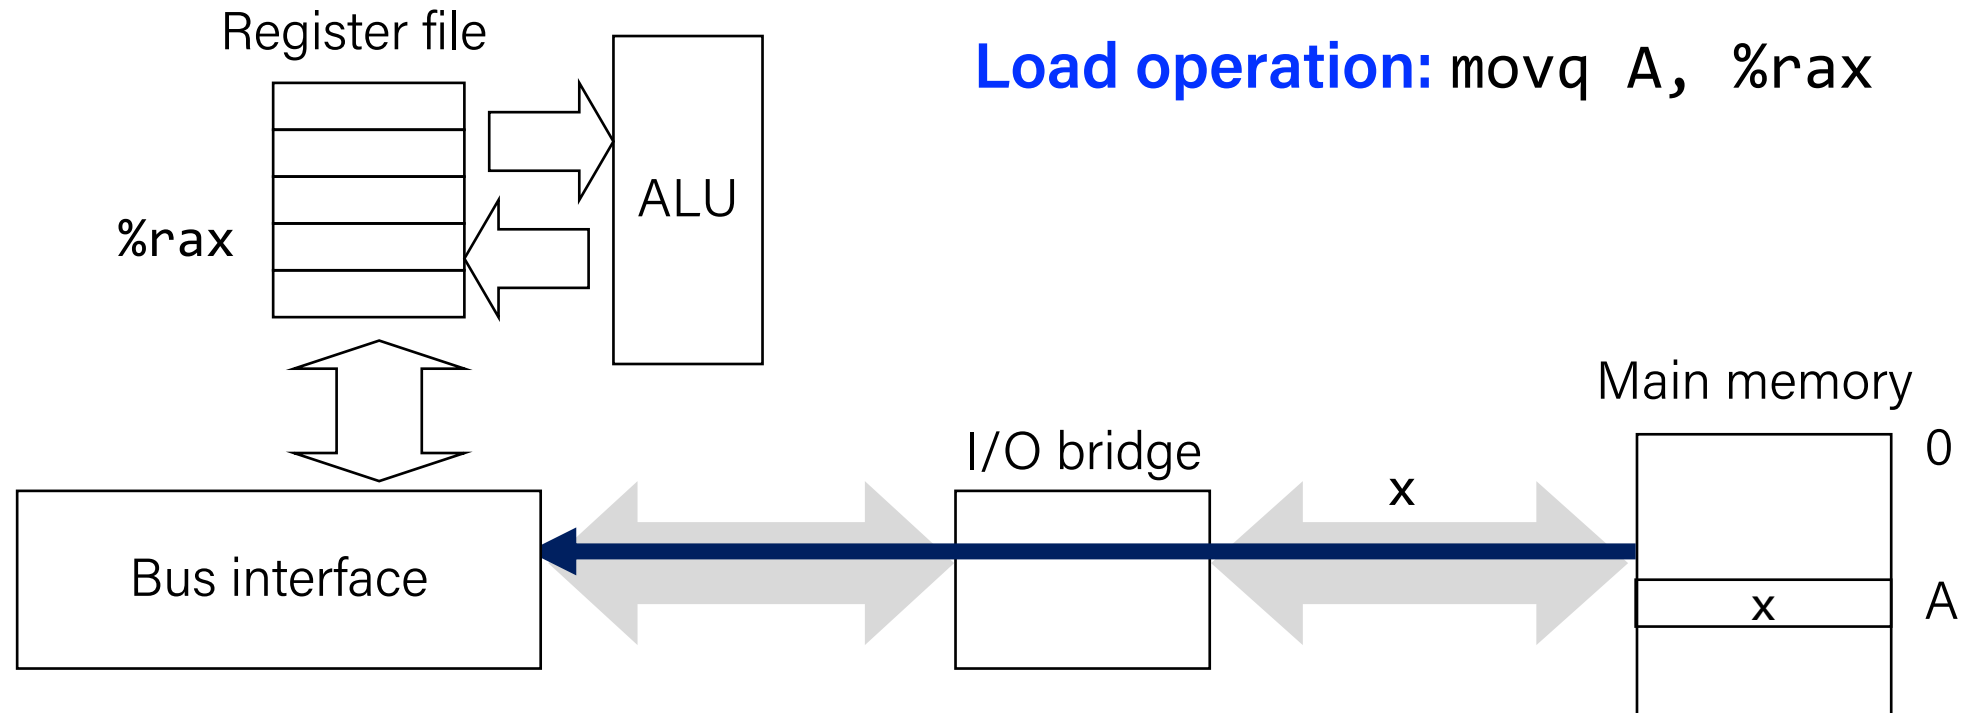 Register file
Load operation: movq A, %rax
ALU
%rax
Main memory
I/O bridge
0
x
Bus interface
x
A